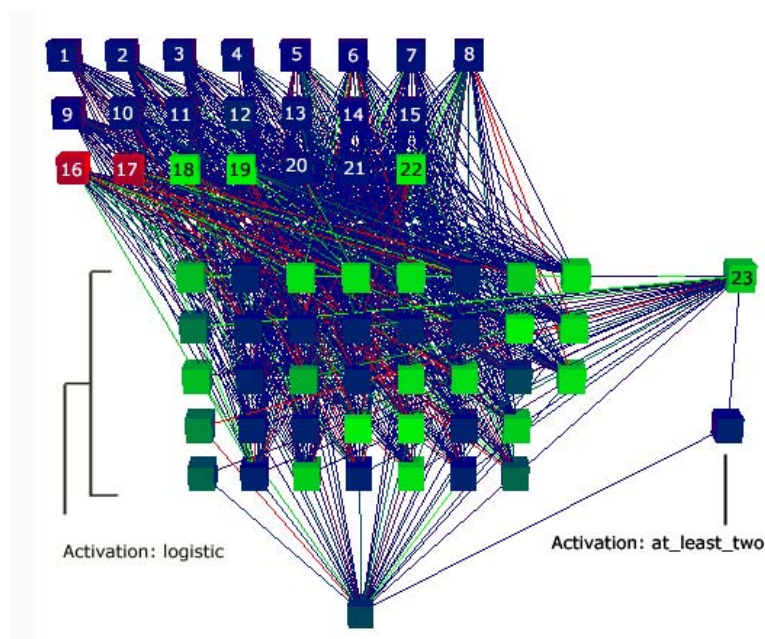 1 2 3 4 5 6 7 8
9 10 11 12 13 14 15
16 17 18 19 20 21 22
23
Activation: logistic
Activation: at_least_two